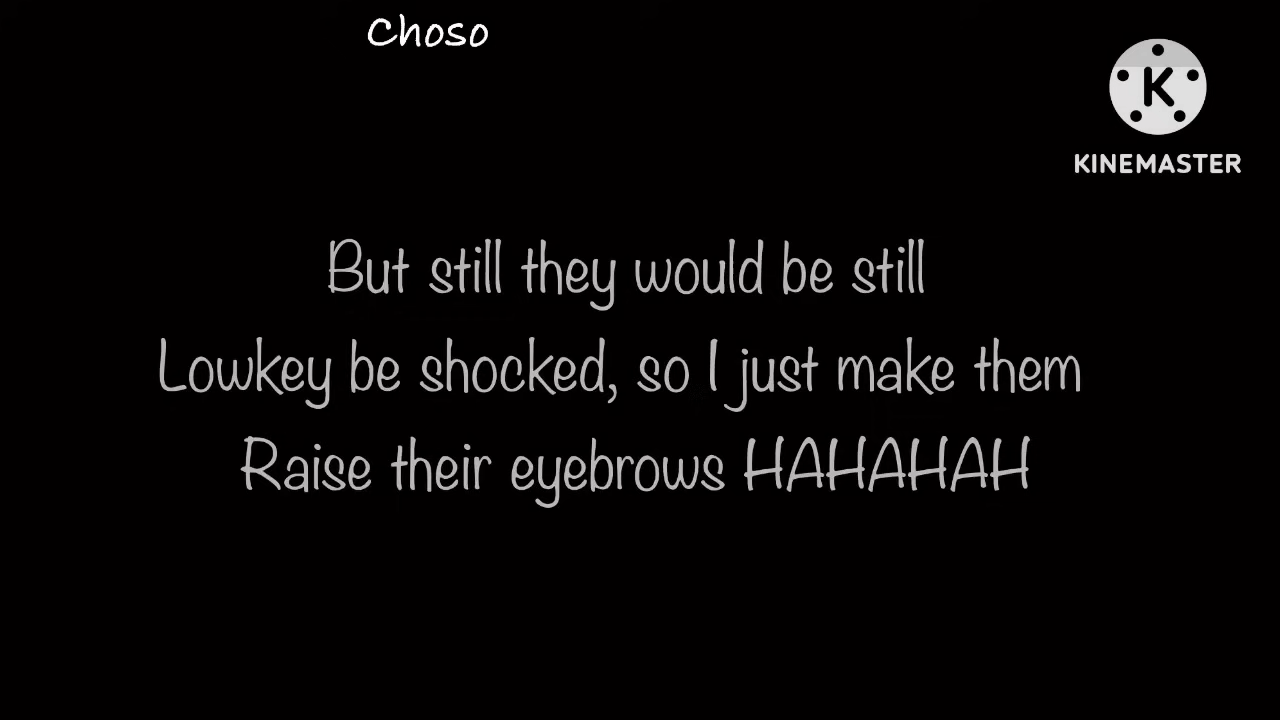 Choso
K
KINEMASTER
But still they would be still
Lowkey be shocked, so I just make them
Raise their eyebrows HAHAHAH